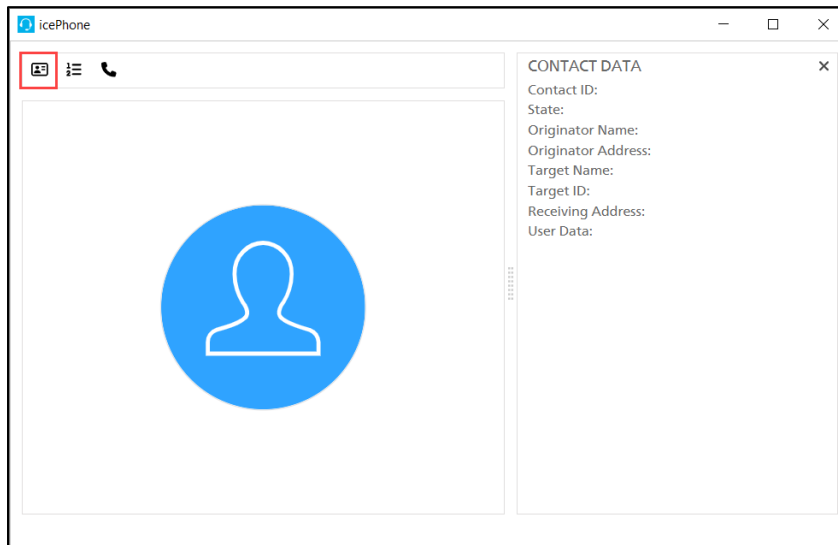 icePhone
CONTACT DATA
Contact ID:
State:
Originator Name:
Originator Address:
Target Name:
Target ID:
Receiving Address:
User Data: